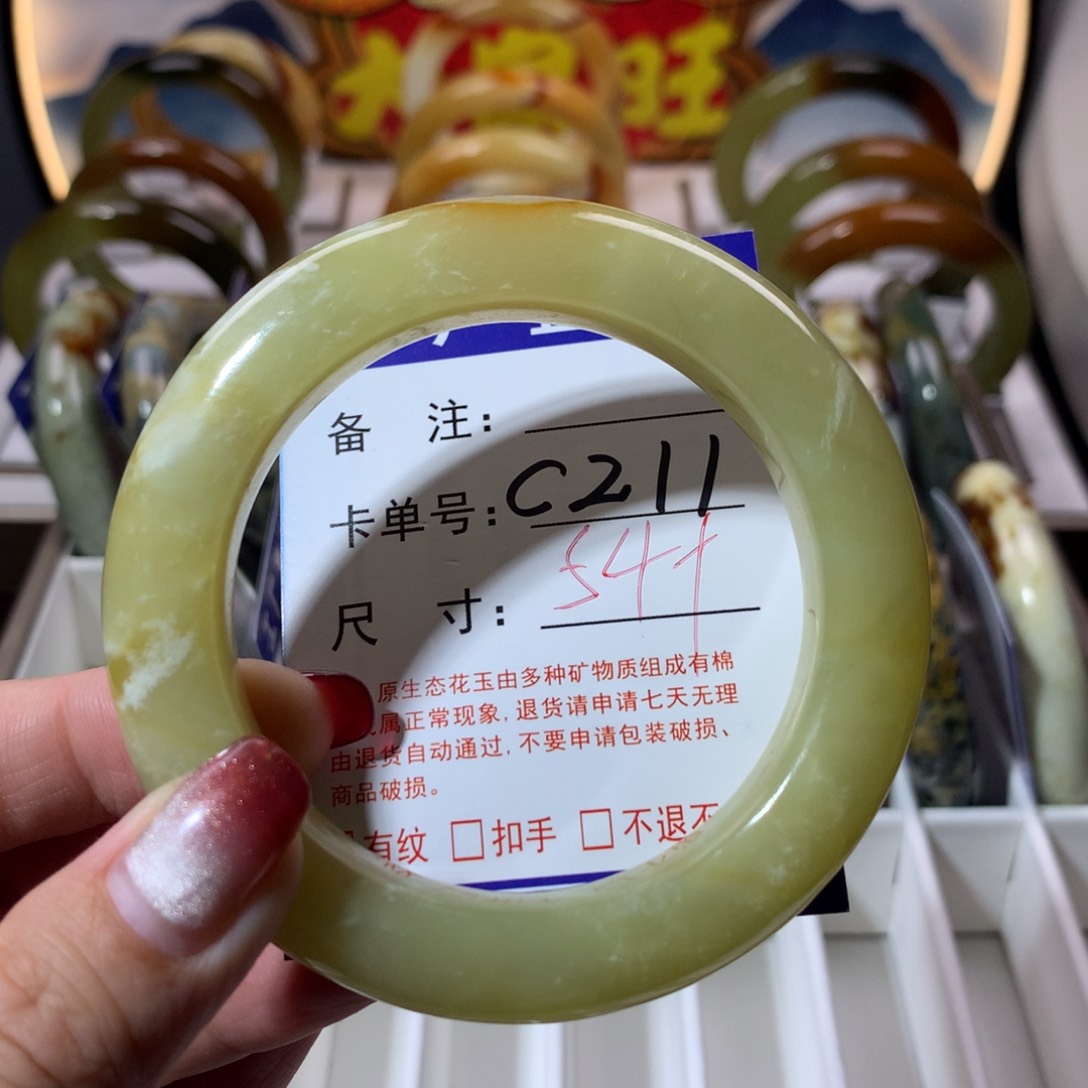 大 旺
备 注:
卡单号: C211
尺 寸: 54+
原生态花玉由多种矿物质组成有棉
属正常现象,退货请申请七天无理
由退货自动通过,不要申请包装破损、
商品破损。
有纹 □扣手 □不退不